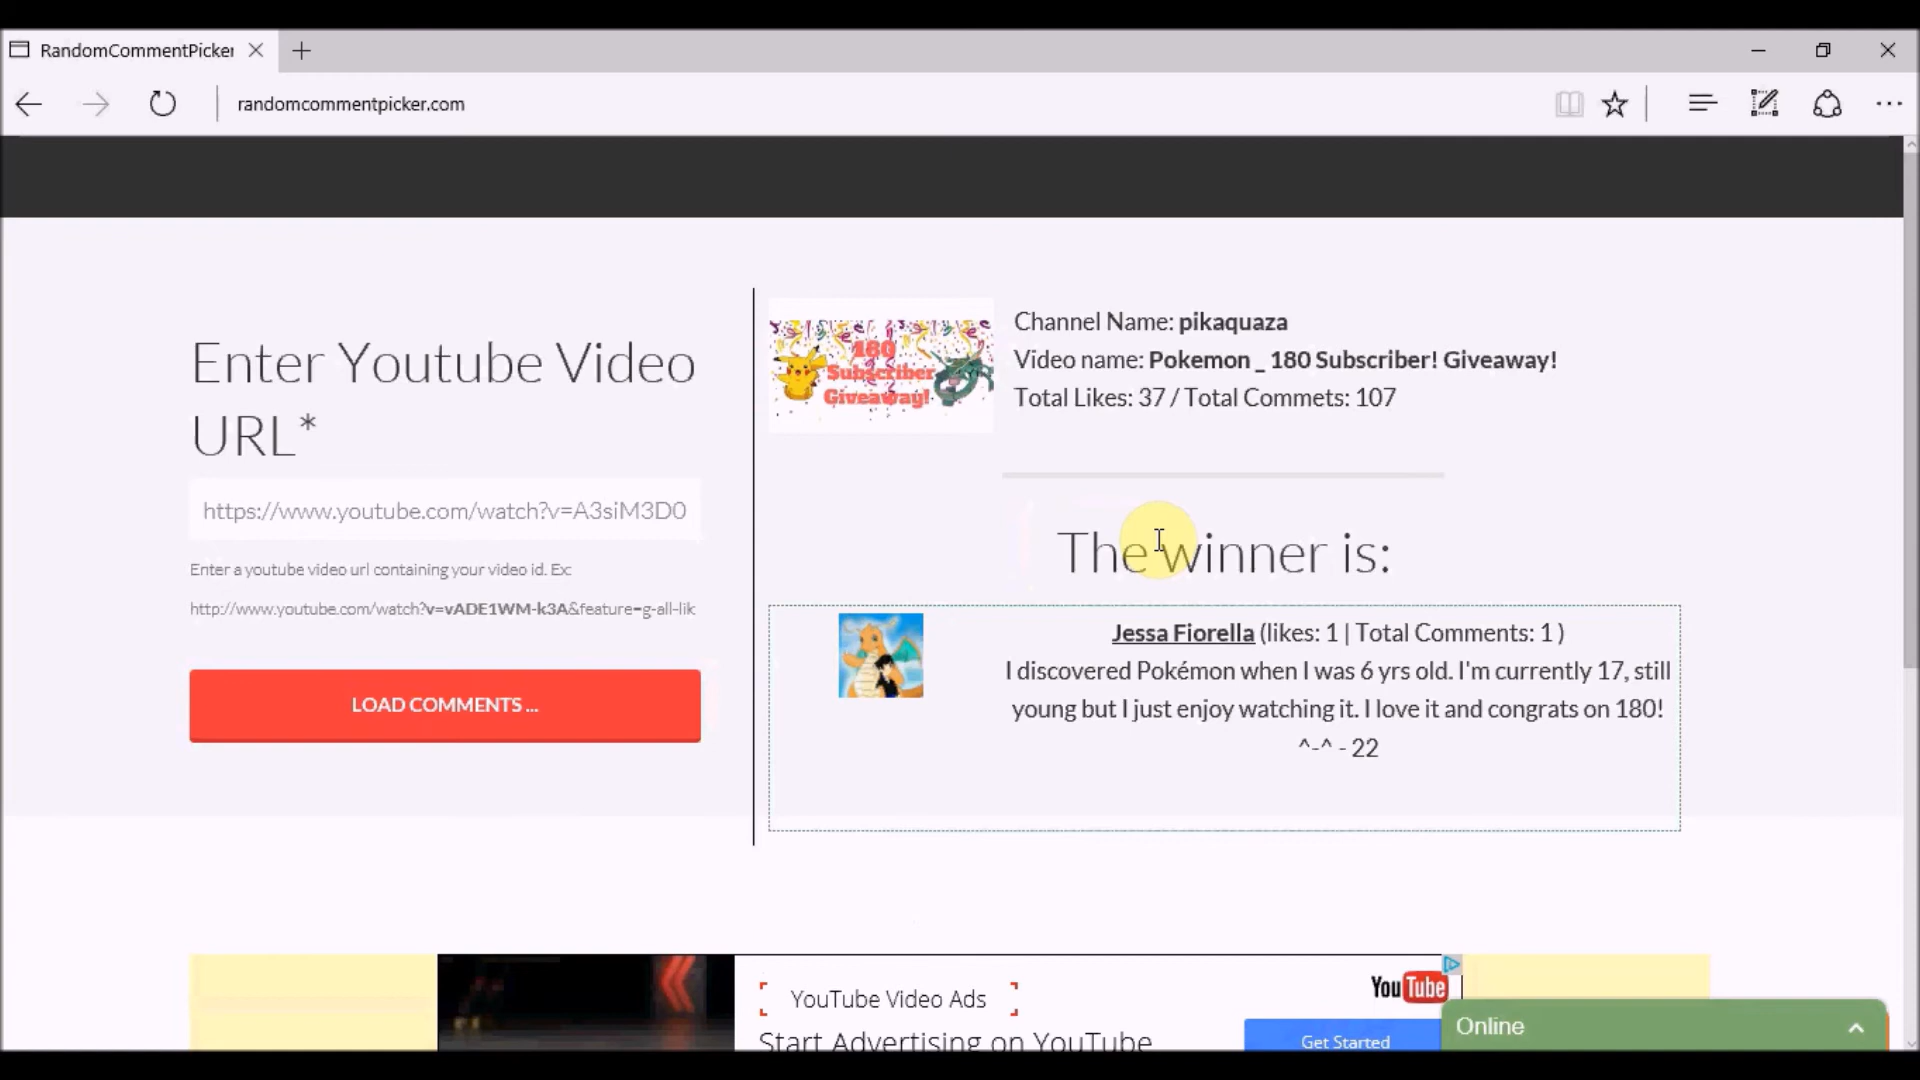 RandomCommentPicker
randomcommentpicker.com
Enter Youtube Video
URL*
https://www.youtube.com/watch?v=A3siM3D0
Enter a youtube video url containing your video id. Ex:
http://www.youtube.com/watch?v=vADE1WM-k3A&feature=g-all-lik
LOAD COMMENTS ...
180
Subscriber
Giveaway!
Channel Name: pikaquaza
Video name: Pokemon _ 180 Subscriber! Giveaway!
Total Likes: 37 / Total Commets: 107
The winner is:
Jessa Fiorella (likes: 1 | Total Comments: 1 )
I discovered Pokémon when I was 6 yrs old. I'm currently 17, still
young but I just enjoy watching it. I love it and congrats on 180!
^-^ - 22
YouTube Video Ads
Start Advertising on YouTube
YouTube
Get Started
Online